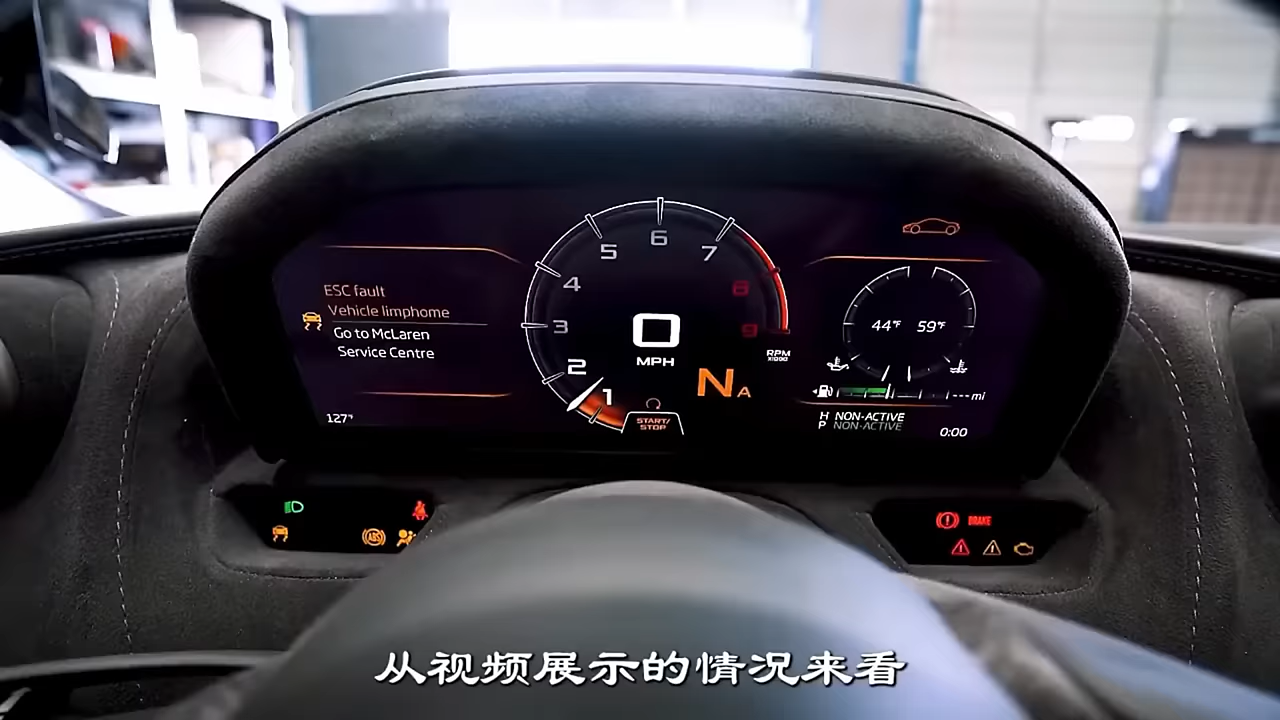 ESC fault
Vehicle limphome
Go to McLaren
Service Centre
127°F
1
2
3
4
5
6
7
8
9
RPM
X1000
0
MPH
N A
START/
STOP
44°F 59°F
---mi
H NON-ACTIVE
P NON-ACTIVE
0:00
ABS
BRAKE
从视频展示的情况来看